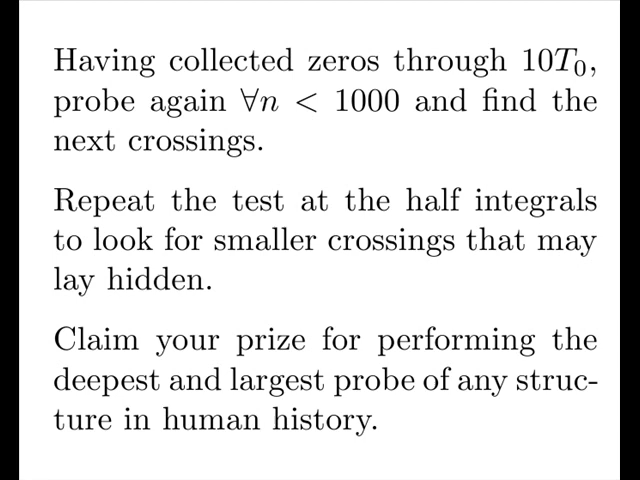 Having collected zeros through 10T₀,
probe again ∀n < 1000 and find the
next crossings.
Repeat the test at the half integrals
to look for smaller crossings that may
lay hidden.
Claim your prize for performing the
deepest and largest probe of any struc-
ture in human history.